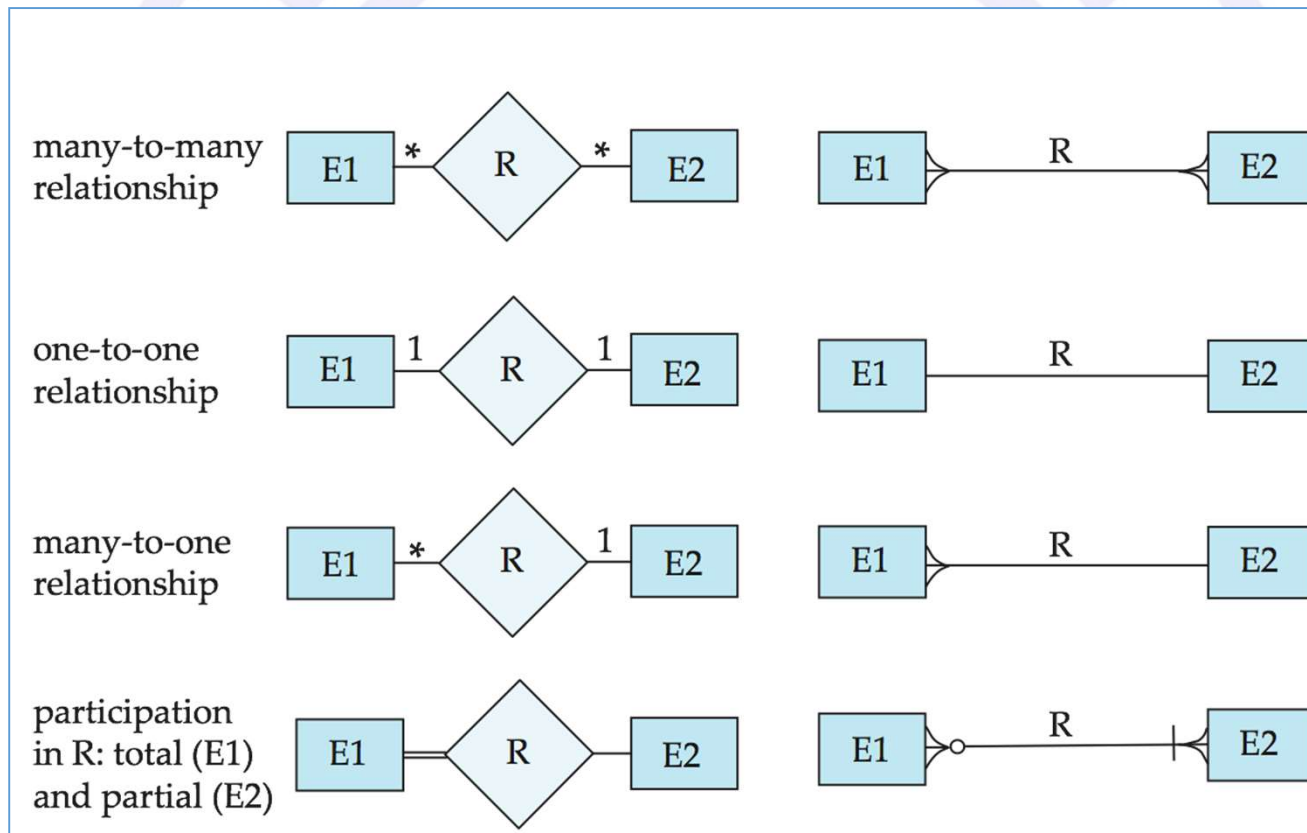 many-to-many
relationship
E1 * R * E2
E1 R E2
one-to-one
relationship
E1 1 R 1 E2
E1 R E2
many-to-one
relationship
E1 * R 1 E2
E1 R E2
participation
in R: total (E1)
and partial (E2)
E1 R E2
E1 R E2